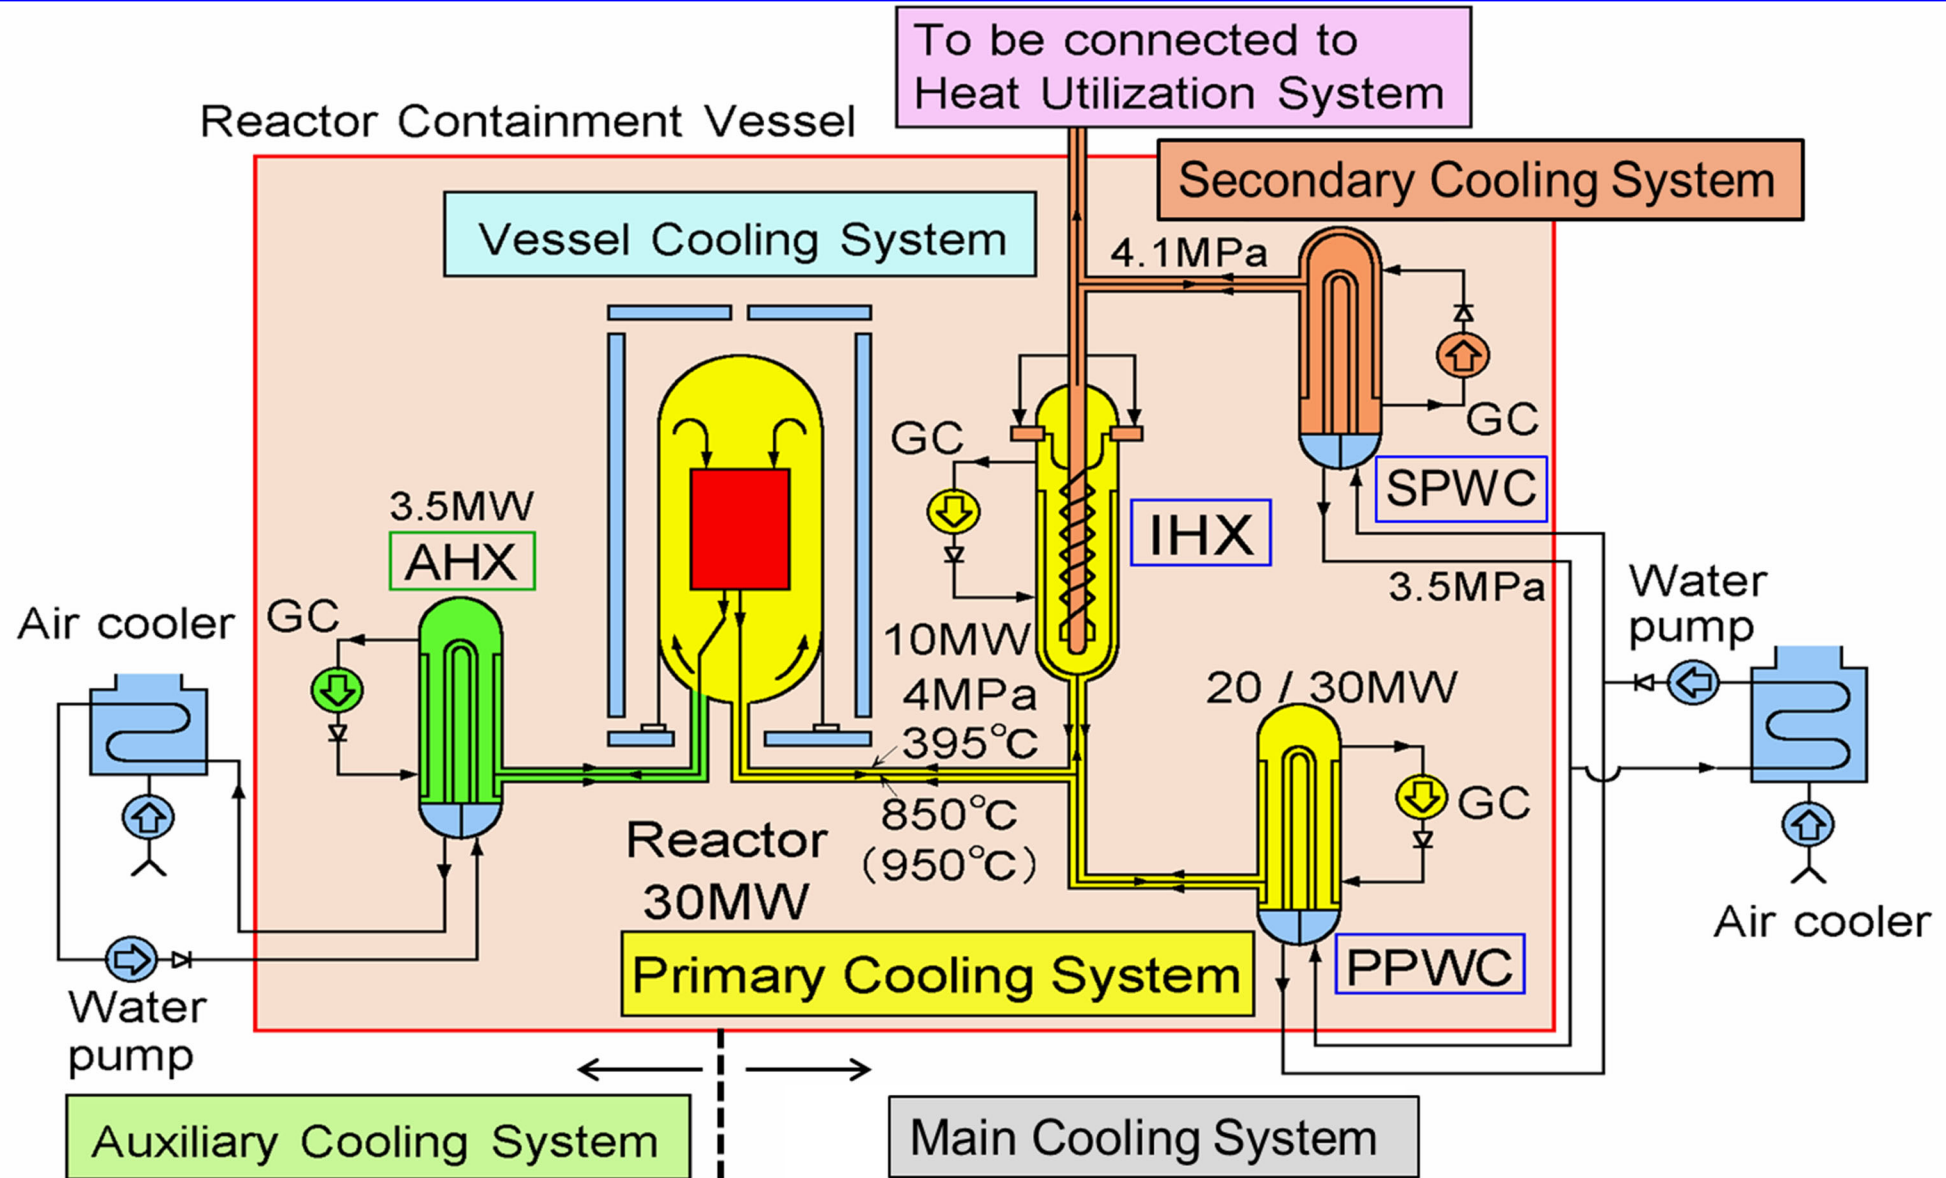 To be connected to
Heat Utilization System
Reactor Containment Vessel
Secondary Cooling System
Vessel Cooling System
4.1MPa
GC
GC
SPWC
3.5MW
AHX
IHX
3.5MPa
Water
pump
Air cooler
GC
10MW
4MPa
395°C
20 / 30MW
850°C
(950°C)
GC
Reactor
30MW
Air cooler
Primary Cooling System
PPWC
Water
pump
Auxiliary Cooling System
Main Cooling System